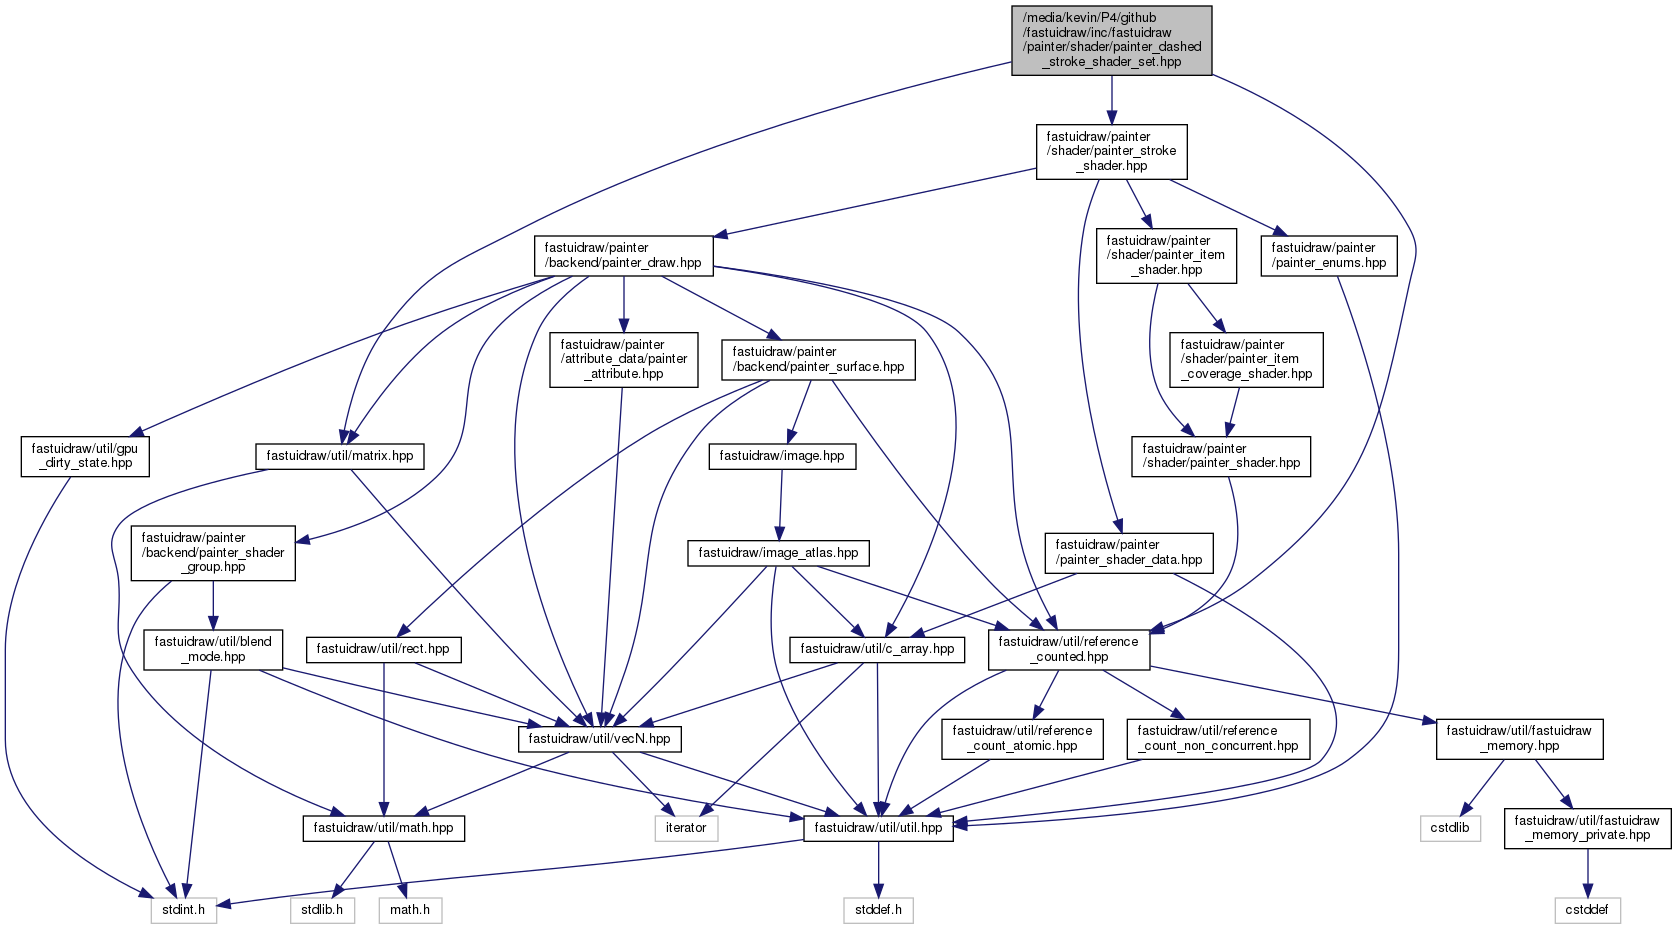 /media/kevin/P4/github
/fastuidraw/inc/fastuidraw
/painter/shader/painter_dashed
_stroke_shader_set.hpp
fastuidraw/painter
/shader/painter_stroke
_shader.hpp
fastuidraw/painter
/backend/painter_draw.hpp
fastuidraw/painter
/shader/painter_item
_shader.hpp
fastuidraw/painter
/painter_enums.hpp
fastuidraw/painter
/attribute_data/painter
_attribute.hpp
fastuidraw/painter
/backend/painter_surface.hpp
fastuidraw/painter
/shader/painter_item
_coverage_shader.hpp
fastuidraw/util/gpu
_dirty_state.hpp
fastuidraw/util/matrix.hpp
fastuidraw/image.hpp
fastuidraw/painter
/shader/painter_shader.hpp
fastuidraw/painter
/backend/painter_shader
_group.hpp
fastuidraw/image_atlas.hpp
fastuidraw/painter
/painter_shader_data.hpp
fastuidraw/util/blend
_mode.hpp
fastuidraw/util/rect.hpp
fastuidraw/util/c_array.hpp
fastuidraw/util/reference
_counted.hpp
fastuidraw/util/vecN.hpp
fastuidraw/util/reference
_count_atomic.hpp
fastuidraw/util/reference
_count_non_concurrent.hpp
fastuidraw/util/fastuidraw
_memory.hpp
fastuidraw/util/math.hpp
iterator
fastuidraw/util/util.hpp
cstdlib
fastuidraw/util/fastuidraw
_memory_private.hpp
stdint.h
stdlib.h
math.h
stddef.h
cstddef